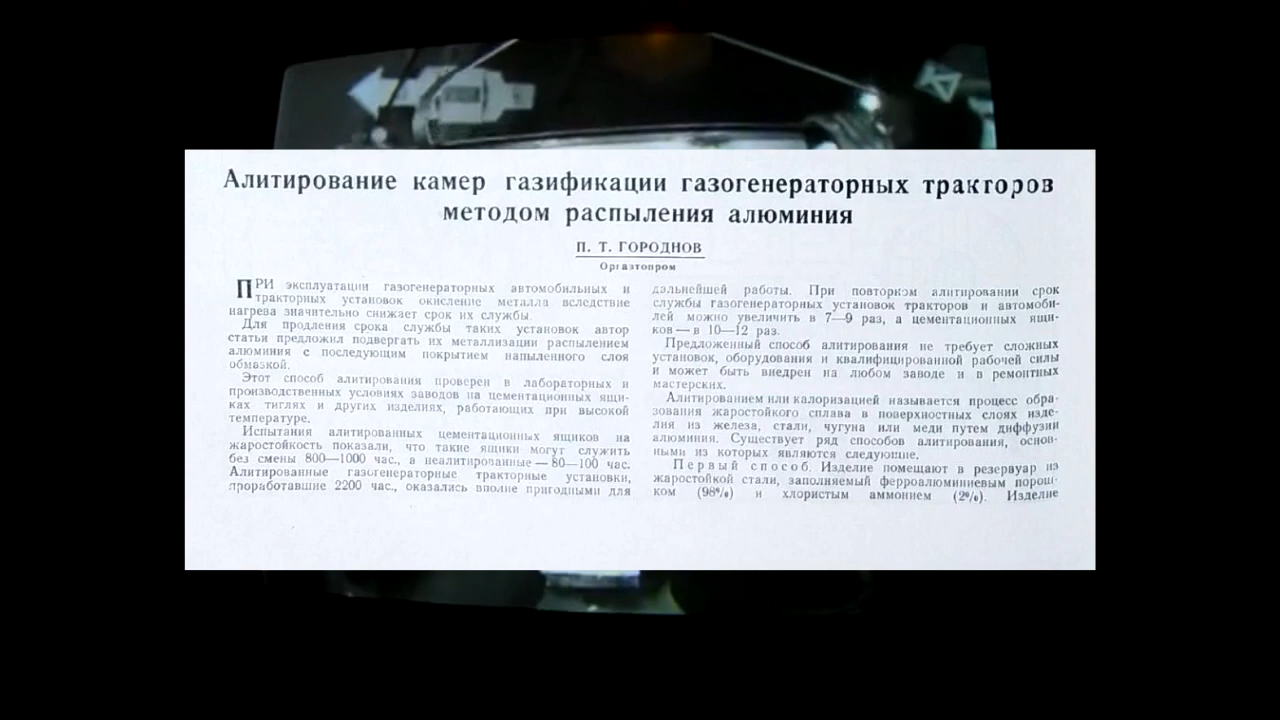 Алитирование камер газификации газогенераторных тракторов
методом распыления алюминия
П. Т. ГОРОДНОВ
Оргавтопром
ПРИ эксплуатации газогенераторных автомобильных и
тракторных установок окисление металла вследствие
нагрева значительно снижает срок их службы.
Для продления срока службы таких установок автор
статьи предложил подвергать их металлизации распылением
алюминия с последующим покрытием напыленного слоя
обмазкой.
Этот способ алитирования проверен в лабораторных и
производственных условиях заводов на цементационных ящи-
ках тиглях и других изделиях, работающих при высокой
температуре.
Испытания алитированных цементационных ящиков на
жаростойкость показали, что такие ящики могут служить
без смены 800—1000 час., а неалитированные — 80—100 час.
Алитированные газогенераторные тракторные установки,
проработавшие 2200 час., оказались вполне пригодными для
дальнейшей работы. При повторном алитировании срок
службы газогенераторных установок тракторов и автомоби-
лей можно увеличить в 7—9 раз, а цементационных ящи-
ков — в 10—12 раз.
Предложенный способ алитирования не требует сложных
установок, оборудования и квалифицированной рабочей силы
и может быть внедрен на любом заводе и в ремонтных
мастерских.
Алитированием или калоризацией называется процесс обра-
зования жаростойкого сплава в поверхностных слоях изде-
лия из железа, стали, чугуна или меди путем диффузии
алюминия. Существует ряд способов алитирования, основ-
ными из которых являются следующие.
Первый способ. Изделие помещают в резервуар из
жаростойкой стали, заполняемый ферроалюминиевым порош-
ком (98%) и хлористым аммонием (2%). Изделие